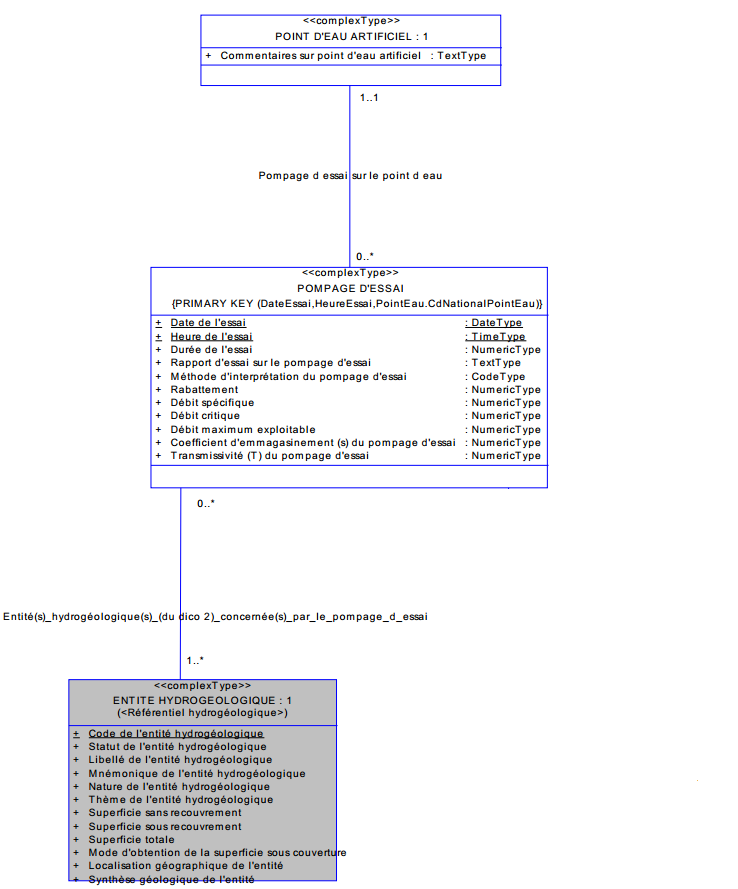 <<complexType>>
POINT D'EAU ARTIFICIEL : 1
+ Commentaires sur point d'eau artificiel : TextType
1..1
Pompage d essai sur le point d eau
0..*
<<complexType>>
POMPAGE D'ESSAI
{PRIMARY KEY (DateEssai,HeureEssai,PointEau.CdNationalPointEau)}
+ Date de l'essai : DateType
+ Heure de l'essai : TimeType
+ Durée de l'essai : NumericType
+ Rapport d'essai sur le pompage d'essai : TextType
+ Méthode d'interprétation du pompage d'essai : CodeType
+ Rabattement : NumericType
+ Débit spécifique : NumericType
+ Débit critique : NumericType
+ Débit maximum exploitable : NumericType
+ Coefficient d'emmagasinement (s) du pompage d'essai : NumericType
+ Transmissivité (T) du pompage d'essai : NumericType
0..*
Entité(s)_hydrogéologique(s)_(du dico 2)_concernée(s)_par_le_pompage_d_essai
1..*
<<complexType>>
ENTITE HYDROGEOLOGIQUE : 1
(<Référentiel hydrogéologique>)
+ Code de l'entité hydrogéologique
+ Statut de l'entité hydrogéologique
+ Libellé de l'entité hydrogéologique
+ Mnémonique de l'entité hydrogéologique
+ Nature de l'entité hydrogéologique
+ Thème de l'entité hydrogéologique
+ Superficie sans recouvrement
+ Superficie sous recouvrement
+ Superficie totale
+ Mode d'obtention de la superficie sous couverture
+ Localisation géographique de l'entité
+ Synthèse géologique de l'entité